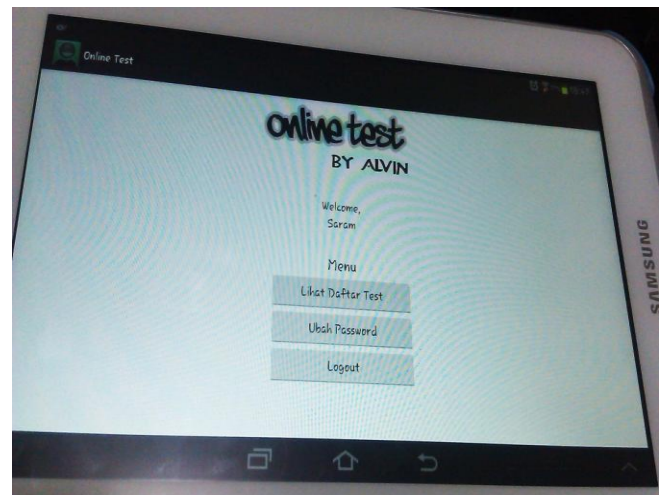 Online Test
online test
BY ALVIN
Welcome,
Saram
Menu
Lihat Daftar Test
Ubah Password
Logout
SAMSUNG